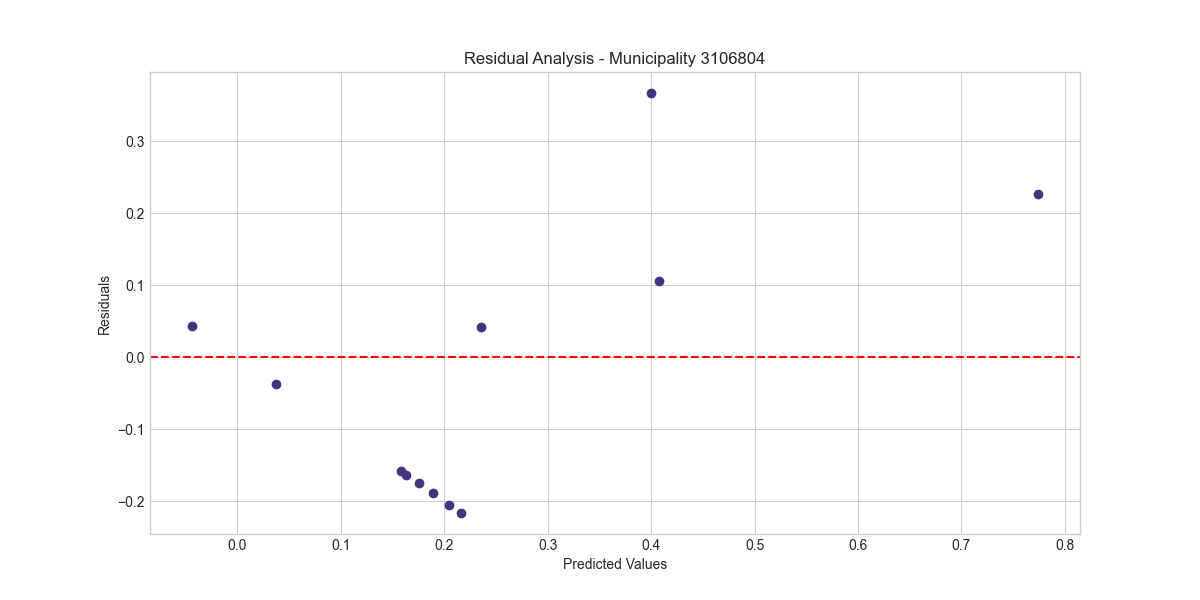 Residual Analysis - Municipality 3106804
0.3
0.2
0.1
0.0
−0.1
−0.2
Residuals
0.0 0.1 0.2 0.3 0.4 0.5 0.6 0.7 0.8
Predicted Values